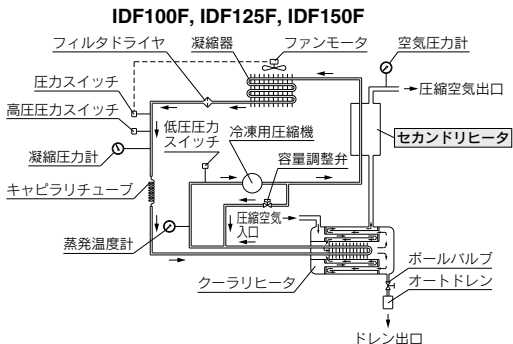 IDF100F, IDF125F, IDF150F
フィルタドライヤ
凝縮器
ファンモータ
空気圧力計
圧力スイッチ
圧縮空気出口
高圧圧力スイッチ
低圧圧力
スイッチ
冷凍用圧縮機
セカンドリヒータ
凝縮圧力計
容量調整弁
キャピラリチューブ
圧縮空気
入口
蒸発温度計
ボールバルブ
クーラリヒータ
オートドレン
ドレン出口